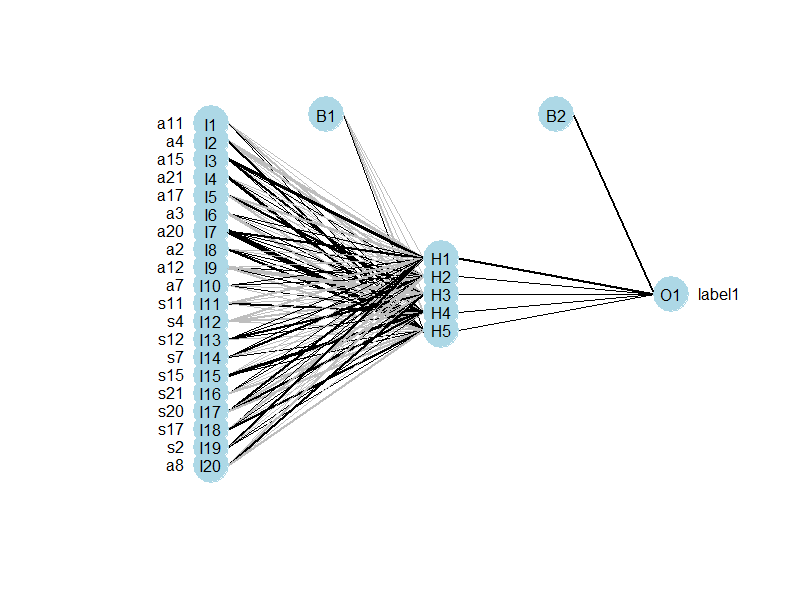 B1 B2
a11 I1
a4 I2
a15 I3
a21 I4
a17 I5
a3 I6
a20 I7
a2 I8 H1
a12 I9 H2
a7 I10 H3 O1 label1
s11 I11 H4
s4 I12 H5
s12 I13
s7 I14
s15 I15
s21 I16
s20 I17
s17 I18
s2 I19
a8 I20